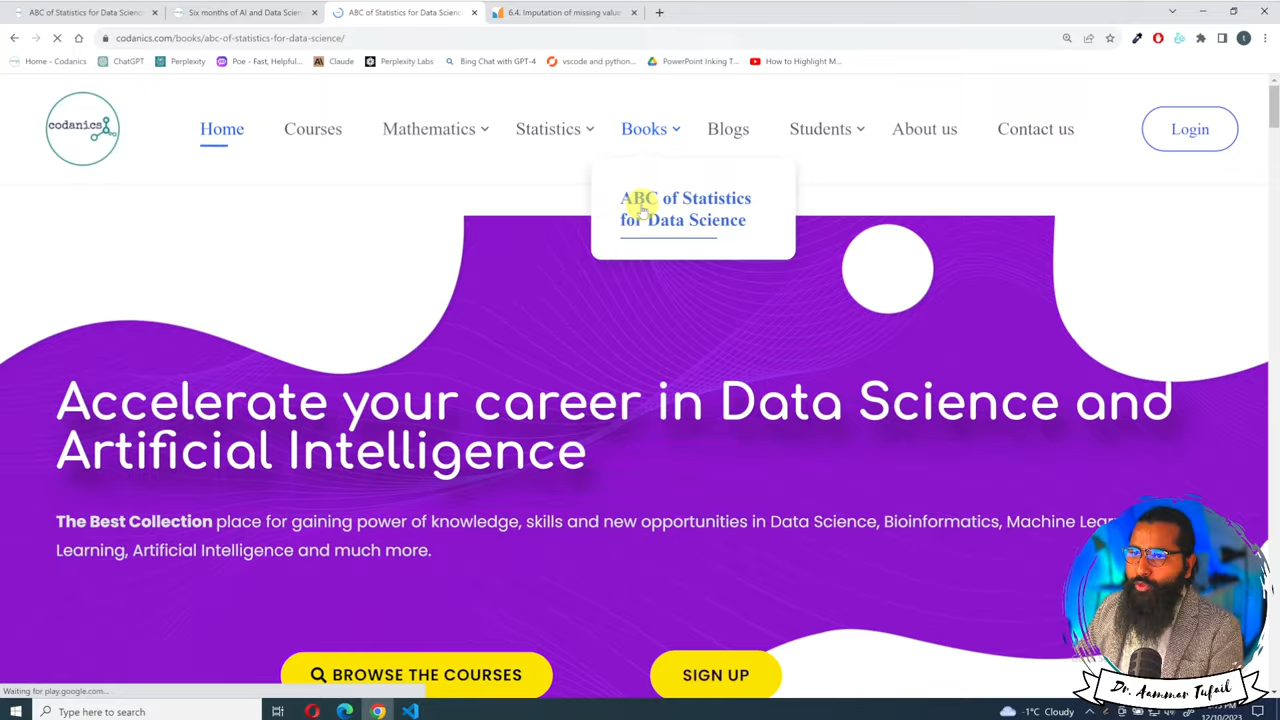 ABC of Statistics for Data Scienc
Six months of AI and Data Scien
ABC of Statistics for Data Scienc
6.4. Imputation of missing value
codanics.com/books/abc-of-statistics-for-data-science/
Home - Codanics
ChatGPT
Perplexity
Poe - Fast, Helpful...
Claude
Perplexity Labs
Bing Chat with GPT-4
vscode and python...
PowerPoint Inking T...
How to Highlight M...
codanics
Home
Courses
Mathematics
Statistics
Books
Blogs
Students
About us
Contact us
Login
ABC of Statistics
for Data Science
Accelerate your career in Data Science and
Artificial Intelligence
The Best Collection place for gaining power of knowledge, skills and new opportunities in Data Science, Bioinformatics, Machine
Learning, Artificial Intelligence and much more.
BROWSE THE COURSES
SIGN UP
Waiting for play.google.com...
Dr. Aammar Tufail
Type here to search
-1°C Cloudy
12/10/2023